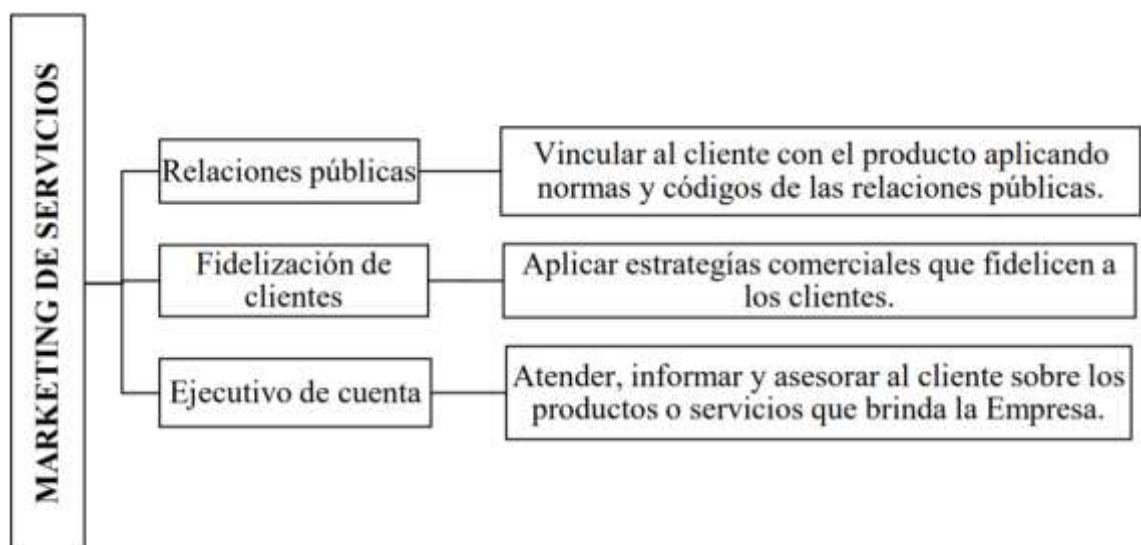 MARKETING DE SERVICIOS
Relaciones públicas
Vincular al cliente con el producto aplicando
normas y códigos de las relaciones públicas.
Fidelización de
clientes
Aplicar estrategías comerciales que fidelicen a
los clientes.
Ejecutivo de cuenta
Atender, informar y asesorar al cliente sobre los
productos o servicios que brinda la Empresa.